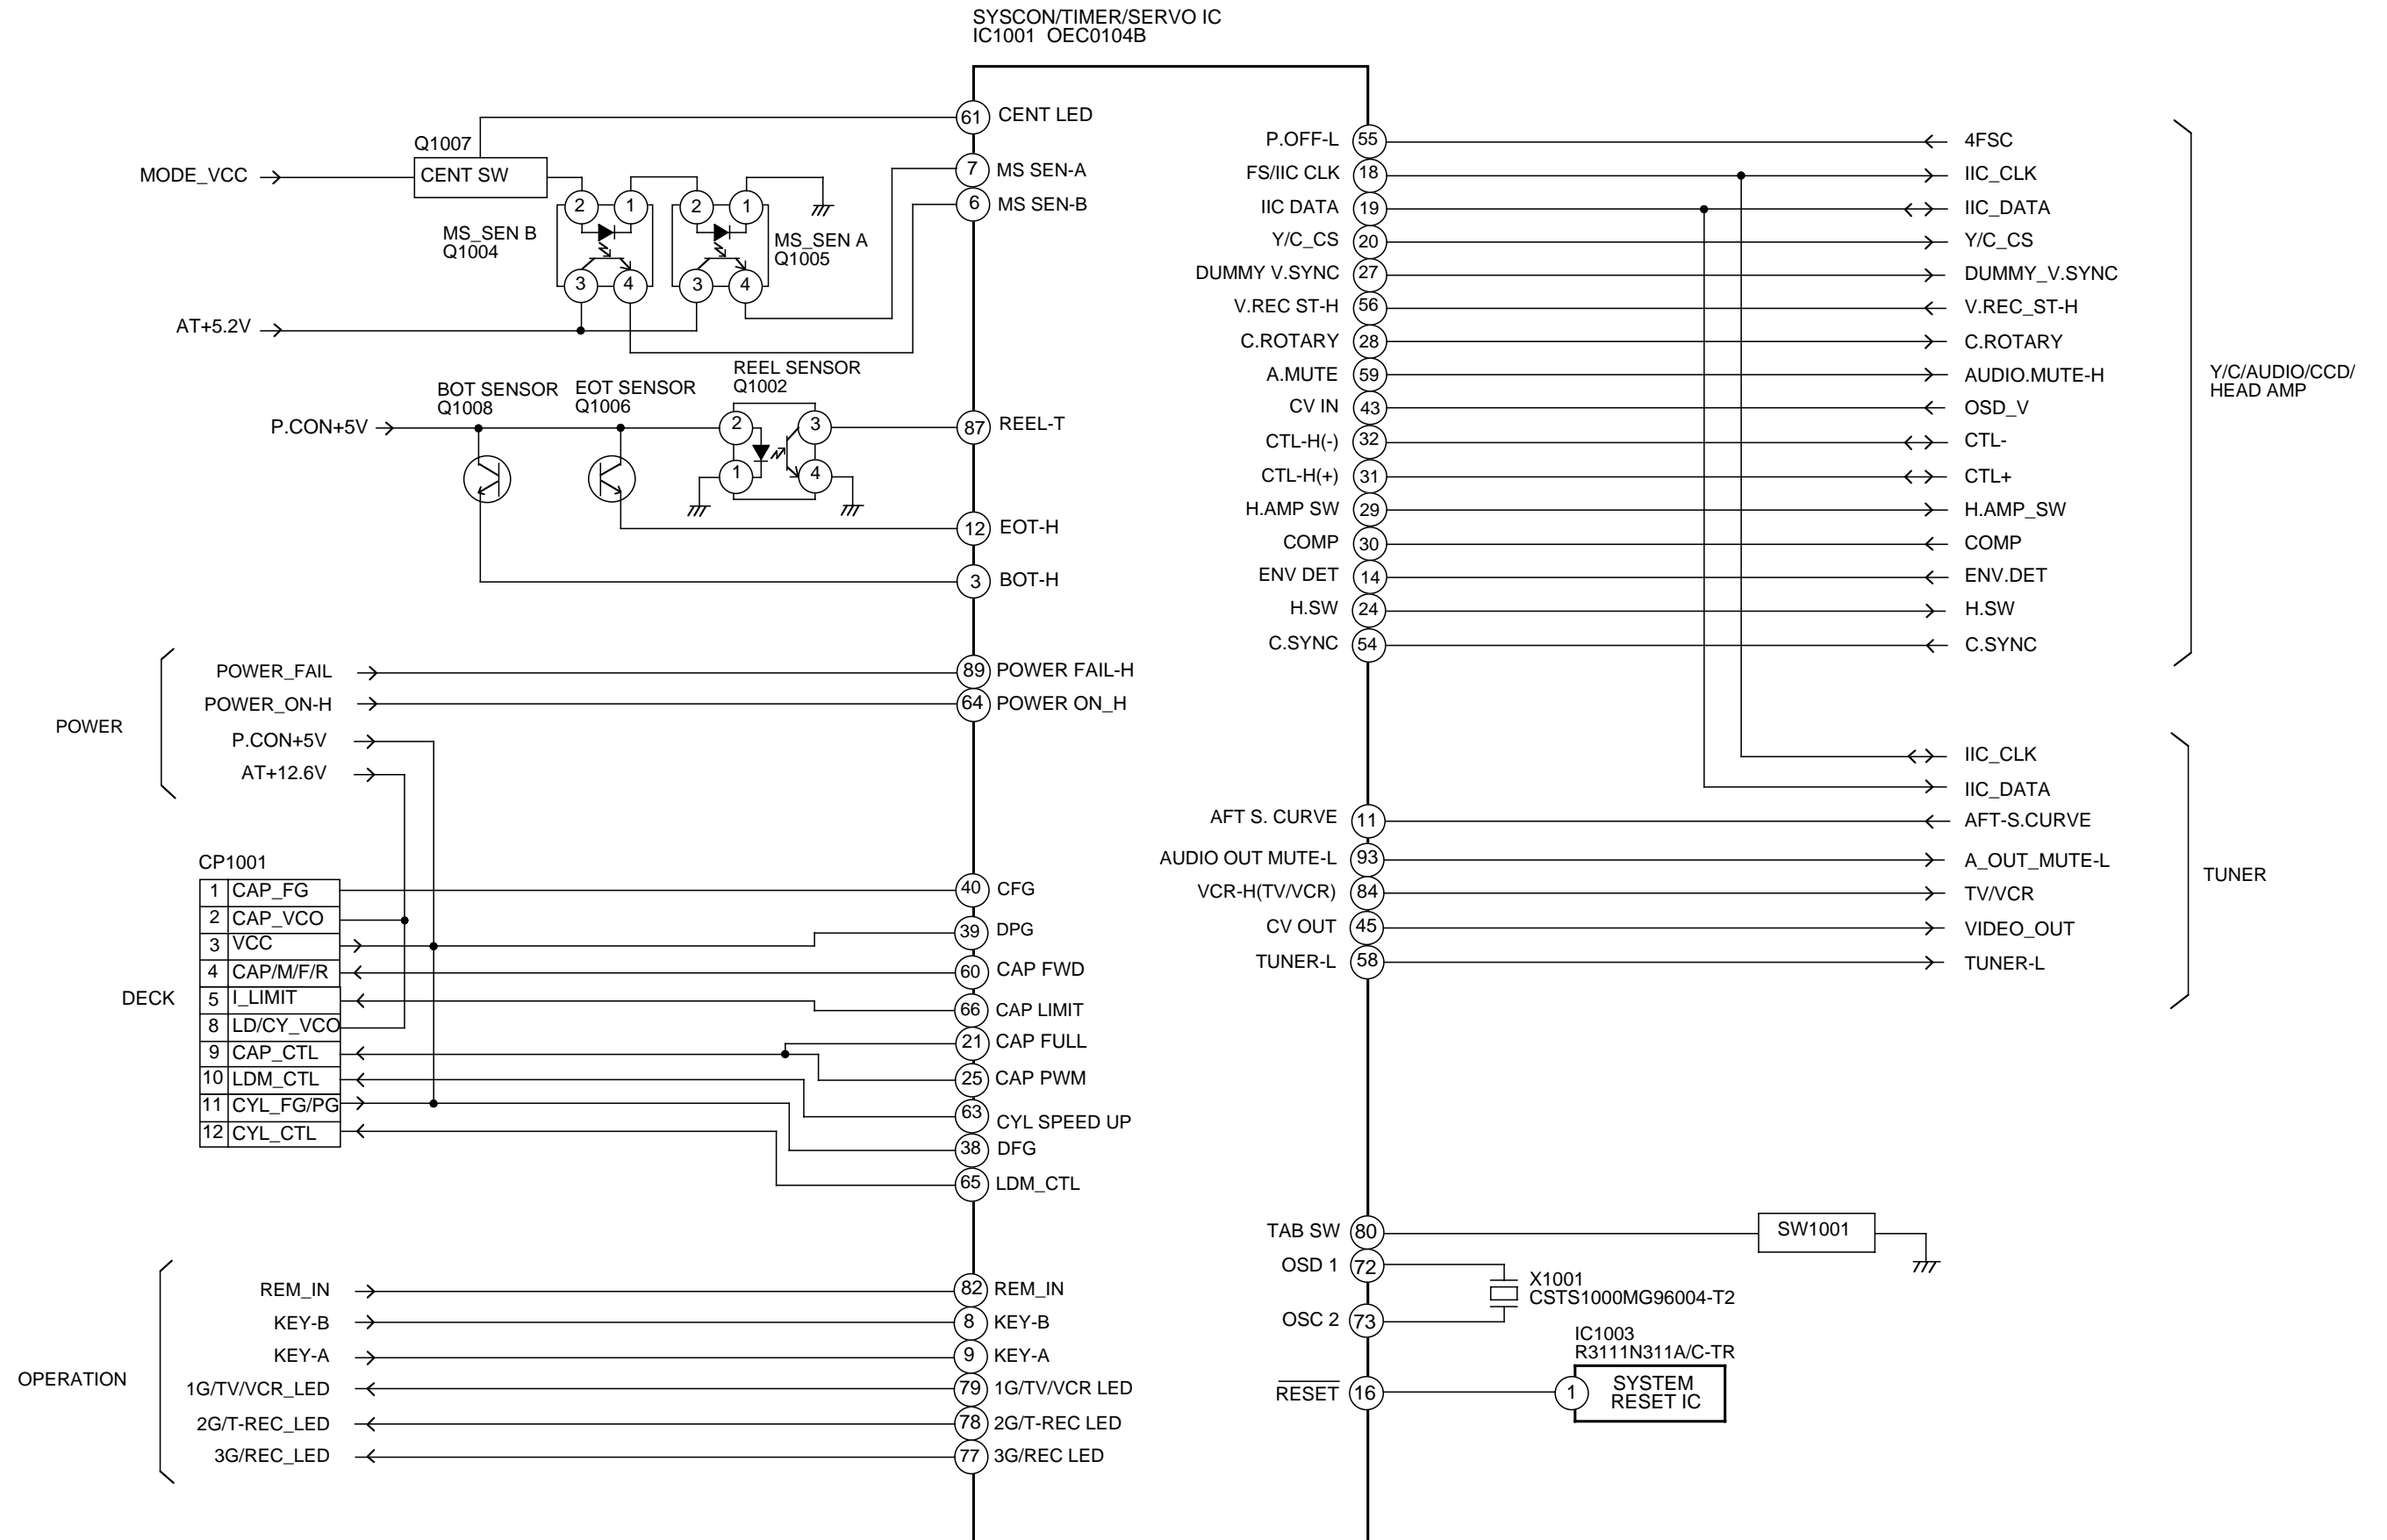 SYSCON/TIMER/SERVO IC
IC1001 OEC0104B
61 CENT LED
Q1007
CENT SW
MODE_VCC
7 MS SEN-A
6 MS SEN-B
2 1 2 1
MS_SEN B
Q1004
MS_SEN A
Q1005
3 4 3 4
AT+5.2V
REEL SENSOR
Q1002
BOT SENSOR
Q1008
EOT SENSOR
Q1006
P.CON+5V
2 3
1 4
87 REEL-T
12 EOT-H
3 BOT-H
POWER
POWER_FAIL
89 POWER FAIL-H
POWER_ON-H
64 POWER ON_H
P.CON+5V
AT+12.6V
DECK
CP1001
1 CAP_FG
2 CAP_VCO
3 VCC
4 CAP/M/F/R
5 I_LIMIT
8 LD/CY_VCO
9 CAP_CTL
10 LDM_CTL
11 CYL_FG/PG
12 CYL_CTL
40 CFG
39 DPG
60 CAP FWD
66 CAP LIMIT
21 CAP FULL
25 CAP PWM
63 CYL SPEED UP
38 DFG
65 LDM_CTL
OPERATION
REM_IN 82 REM_IN
KEY-B 8 KEY-B
KEY-A 9 KEY-A
1G/TV/VCR_LED 79 1G/TV/VCR LED
2G/T-REC_LED 78 2G/T-REC LED
3G/REC_LED 77 3G/REC LED
P.OFF-L 55 4FSC
FS/IIC CLK 18 IIC_CLK
IIC DATA 19 IIC_DATA
Y/C_CS 20 Y/C_CS
DUMMY V.SYNC 27 DUMMY_V.SYNC
V.REC ST-H 56 V.REC_ST-H
C.ROTARY 28 C.ROTARY
A.MUTE 59 AUDIO.MUTE-H
CV IN 43 OSD_V
CTL-H(-) 32 CTL-
CTL-H(+) 31 CTL+
H.AMP SW 29 H.AMP_SW
COMP 30 COMP
ENV DET 14 ENV.DET
H.SW 24 H.SW
C.SYNC 54 C.SYNC
Y/C/AUDIO/CCD/
HEAD AMP
IIC_CLK
IIC_DATA
AFT S. CURVE 11 AFT-S.CURVE
AUDIO OUT MUTE-L 93 A_OUT_MUTE-L
VCR-H(TV/VCR) 84 TV/VCR
CV OUT 45 VIDEO_OUT
TUNER-L 58 TUNER-L
TUNER
TAB SW 80 SW1001
OSD 1 72
X1001
CSTS1000MG96004-T2
OSC 2 73
IC1003
R3111N311A/C-TR
RESET 16 1 SYSTEM
RESET IC